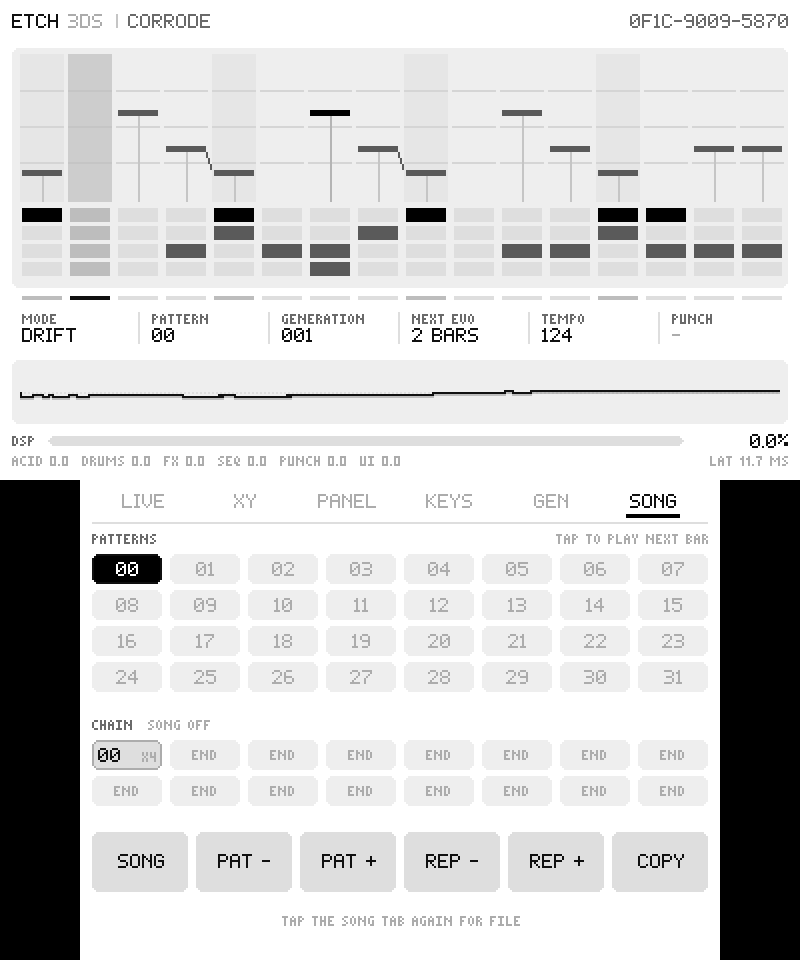 ETCH 3DS | CORRODE 0F1C-9009-5870
MODE PATTERN GENERATION NEXT EVO TEMPO PUNCH
DRIFT 00 001 2 BARS 124 -
DSP 0.0%
ACID 0.0 DRUMS 0.0 FX 0.0 SEQ 0.0 PUNCH 0.0 UI 0.0 LAT 11.7 MS
LIVE XY PANEL KEYS GEN SONG
PATTERNS TAP TO PLAY NEXT BAR
00 01 02 03 04 05 06 07
08 09 10 11 12 13 14 15
16 17 18 19 20 21 22 23
24 25 26 27 28 29 30 31
CHAIN SONG OFF
00 X4 END END END END END END END
END END END END END END END END
SONG PAT - PAT + REP - REP + COPY
TAP THE SONG TAB AGAIN FOR FILE